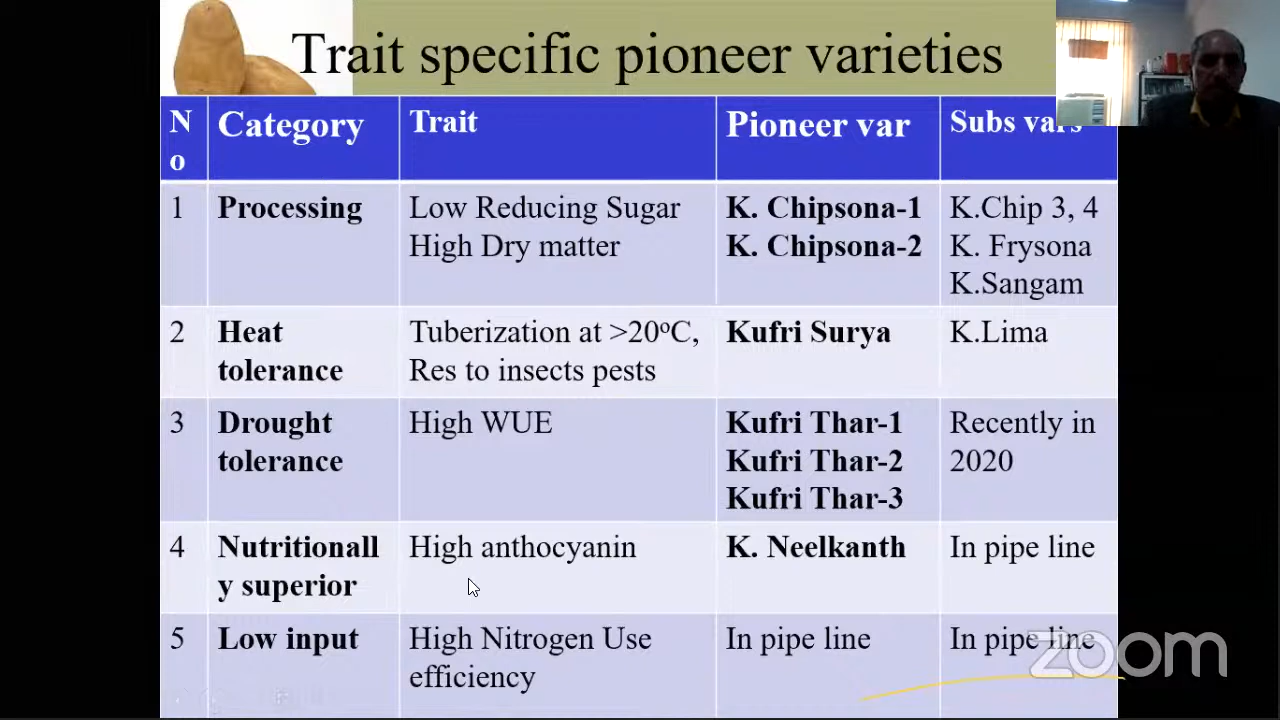 Trait specific pioneer varieties
N
o
Category
Trait
Pioneer var
Subs vars
1
Processing
Low Reducing Sugar
High Dry matter
K. Chipsona-1
K. Chipsona-2
K.Chip 3, 4
K. Frysona
K.Sangam
2
Heat
tolerance
Tuberization at >20ºC,
Res to insects pests
Kufri Surya
K.Lima
3
Drought
tolerance
High WUE
Kufri Thar-1
Kufri Thar-2
Kufri Thar-3
Recently in
2020
4
Nutritionall
y superior
High anthocyanin
K. Neelkanth
In pipe line
5
Low input
High Nitrogen Use
efficiency
In pipe line
In pipe line
zoom